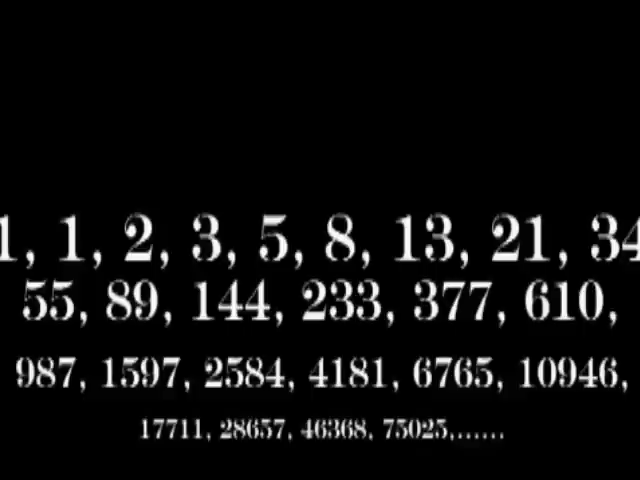 1, 1, 2, 3, 5, 8, 13, 21, 34
55, 89, 144, 233, 377, 610,
987, 1597, 2584, 4181, 6765, 10946,
17711, 28657, 46368, 75025,......